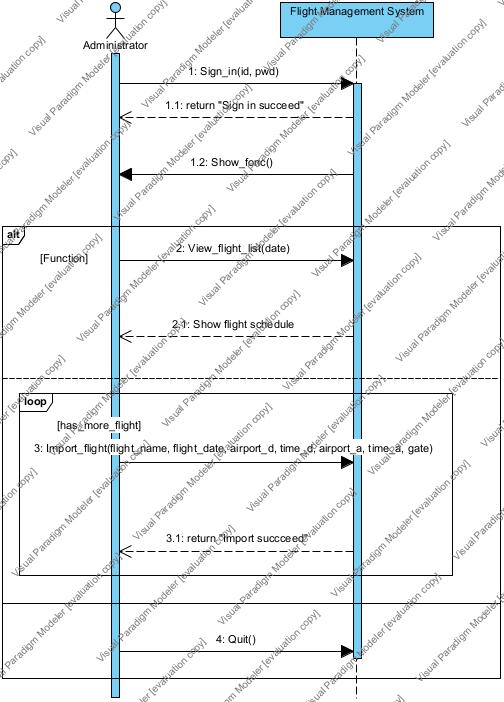 Flight Management System
Administrator
1: Sign_in(id, pwd)
1.1: return "Sign in succeed"
1.2: Show_fonc()
alt
2: View_flight_list(date)
[Function]
2.1: Show flight schedule
loop
[has_more_flight]
3: Import_flight(flight_name, flight_date, airport_d, time_d, airport_a, time_a, gate)
3.1: return "Import succceed"
4: Quit()
Visual Paradigm Modeler [evaluation copy]